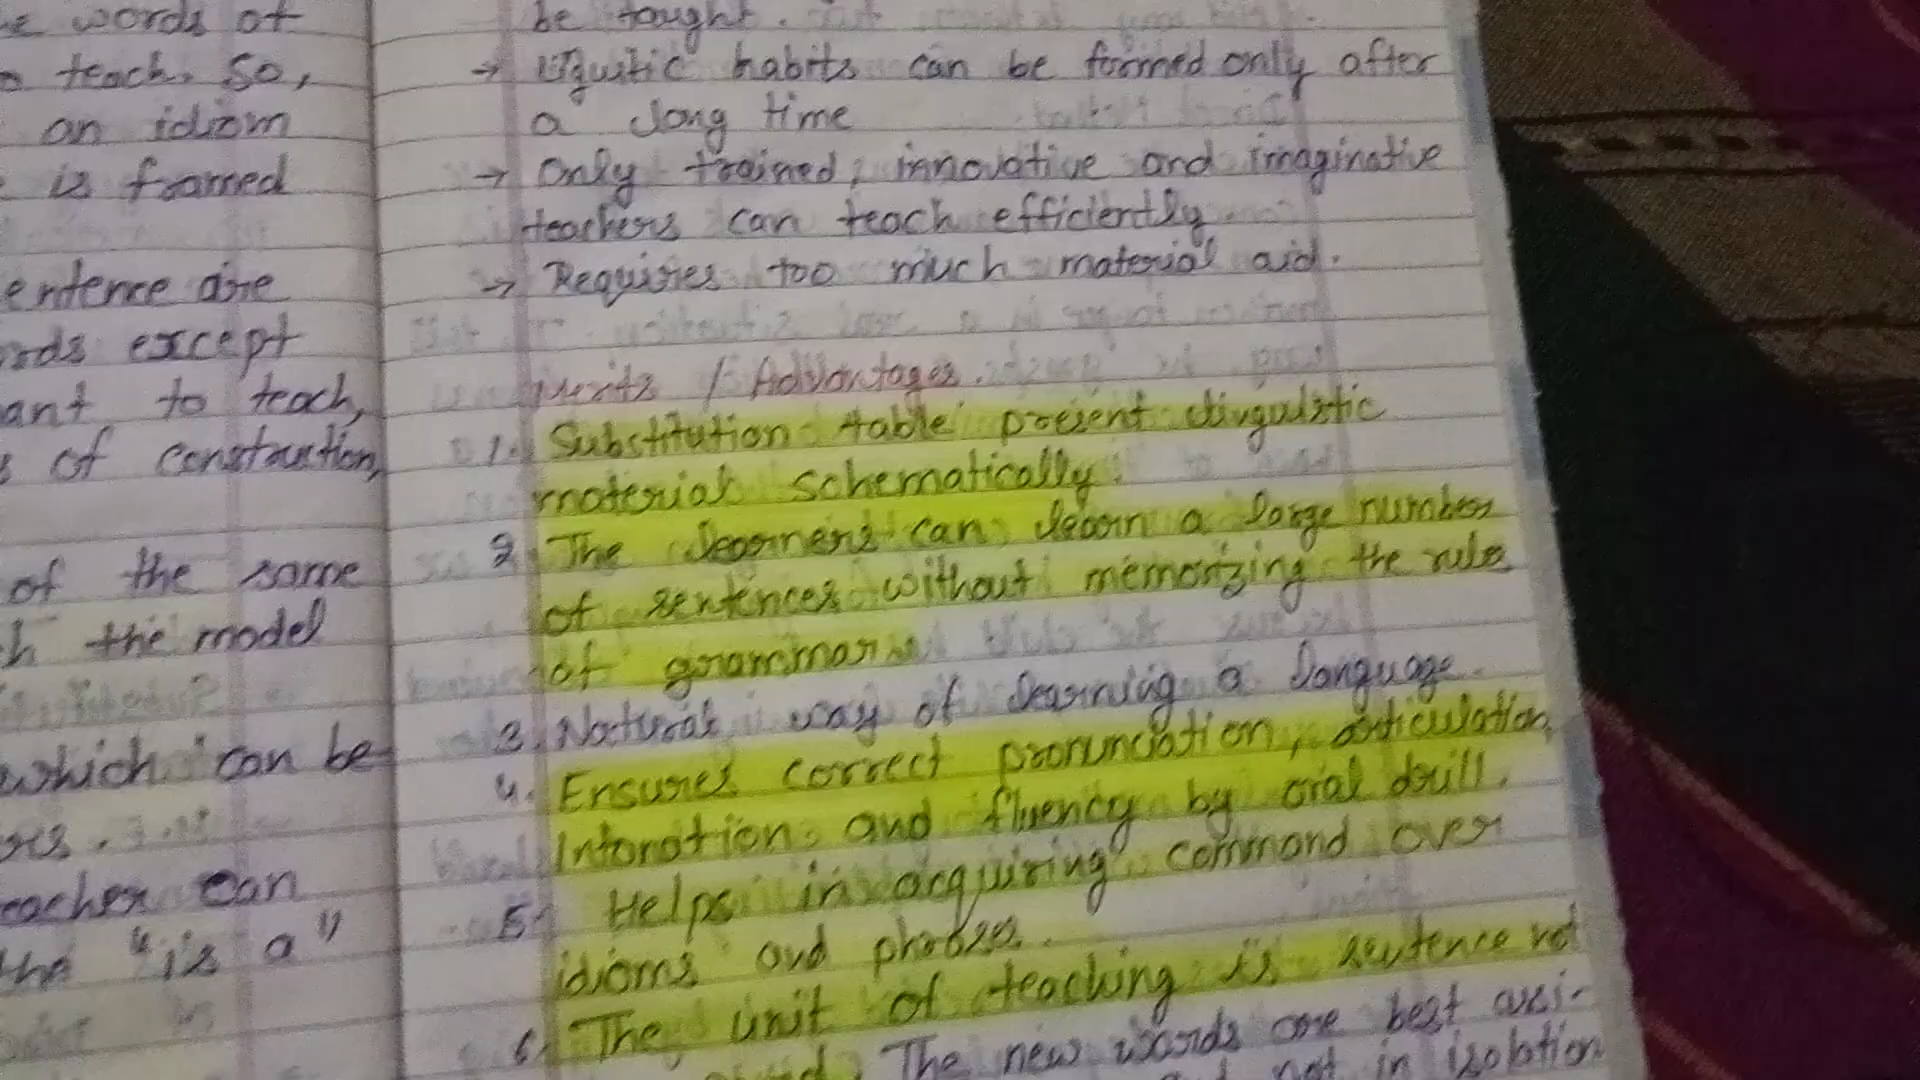 e words of
teach. So,
an idiom
is framed
entence are
ords except
ant to teach,
s of construction,
of the same
h the model
which can be
eacher can
the "is a"
be taught.
→ habits can be formed only after
a long time
→ Only trained, innovative and imaginative
teachers can teach efficiently
→ Requires too much material aid.
Merits / Advantages.
1. Substitution table present linguistic
material schematically.
2. The learners can learn a large number
of sentences without memorizing the rule
of grammar
3. Natural way of learning a language.
4. Ensures correct pronunciation, articulation,
Intonation and fluency by oral drill.
5. Helps in acquiring command over
idioms and phrases.
6. The unit of teaching is sentence not
The new words are best
not in isolation